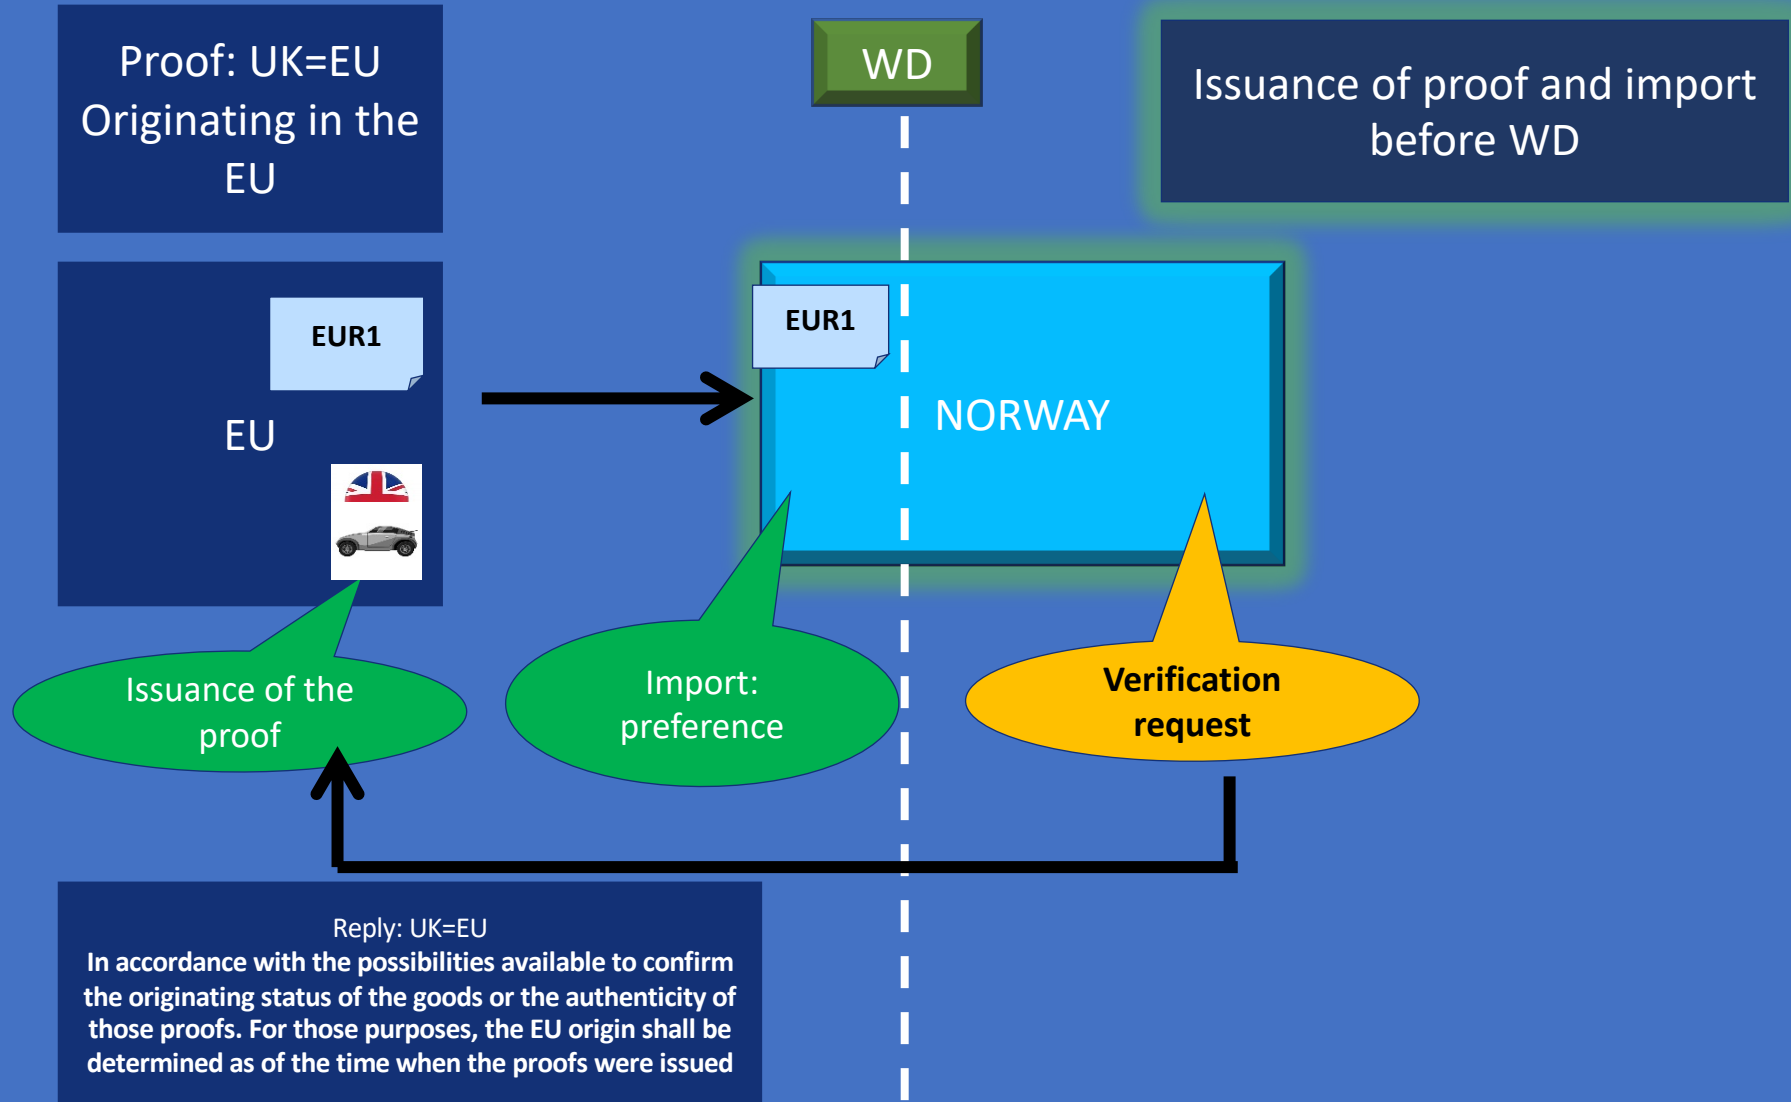 Proof: UK=EU
Originating in the
EU
WD
Issuance of proof and import
before WD
EUR1
EU
EUR1
NORWAY
Issuance of the
proof
Import:
preference
Verification
request
Reply: UK=EU
In accordance with the possibilities available to confirm
the originating status of the goods or the authenticity of
those proofs. For those purposes, the EU origin shall be
determined as of the time when the proofs were issued